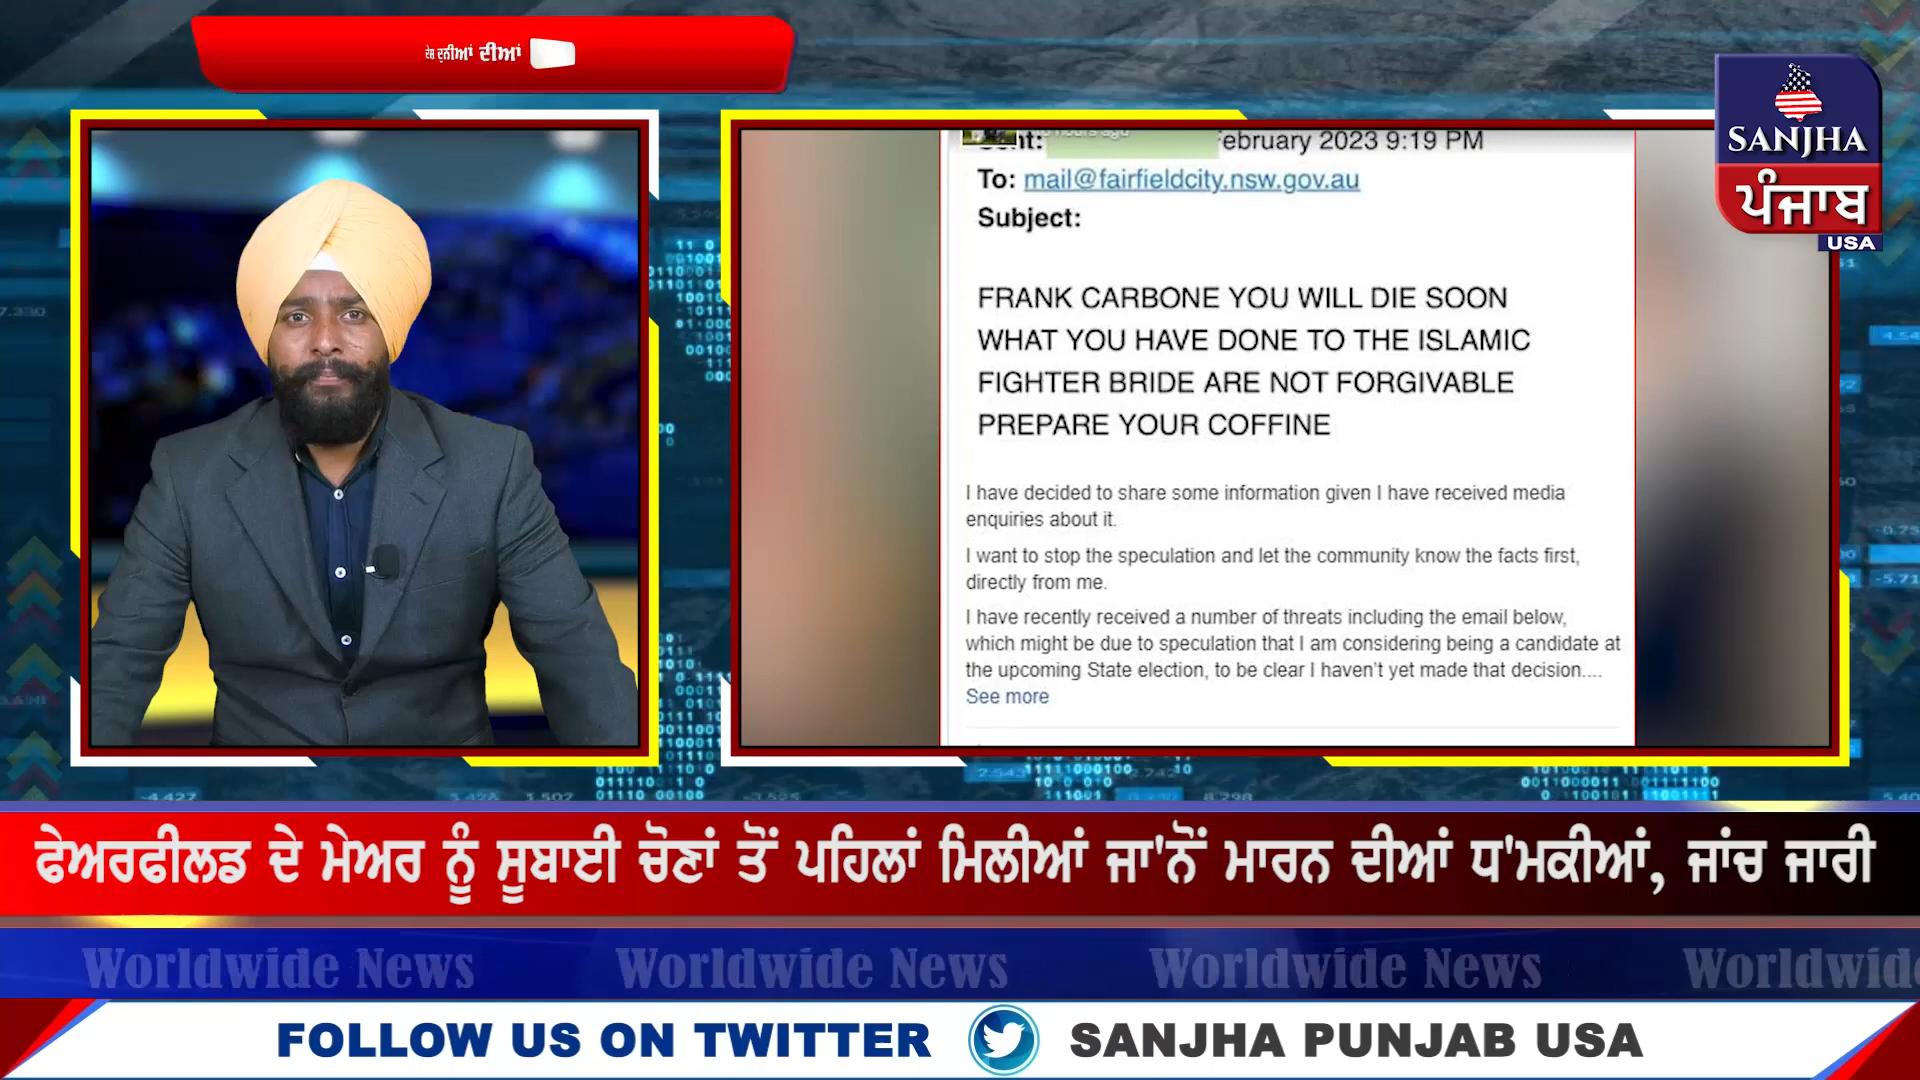 ਦੇਸ਼ ਦੁਨੀਆਂ ਦੀਆਂ
SANJHA
ਪੰਜਾਬ
USA
February 2023 9:19 PM
To: mail@fairfieldcity.nsw.gov.au
Subject:
FRANK CARBONE YOU WILL DIE SOON
WHAT YOU HAVE DONE TO THE ISLAMIC
FIGHTER BRIDE ARE NOT FORGIVABLE
PREPARE YOUR COFFINE
I have decided to share some information given I have received media
enquiries about it.
I want to stop the speculation and let the community know the facts first,
directly from me.
I have recently received a number of threats including the email below,
which might be due to speculation that I am considering being a candidate at
the upcoming State election, to be clear I haven't yet made that decision....
See more
ਫੇਅਰਫੀਲਡ ਦੇ ਮੇਅਰ ਨੂੰ ਸੂਬਾਈ ਚੋਣਾਂ ਤੋਂ ਪਹਿਲਾਂ ਮਿਲੀਆਂ ਜਾ'ਨੋਂ ਮਾਰਨ ਦੀਆਂ ਧ'ਮਕੀਆਂ, ਜਾਂਚ ਜਾਰੀ
Worldwide News Worldwide News Worldwide News Worldwid
FOLLOW US ON TWITTER SANJHA PUNJAB USA